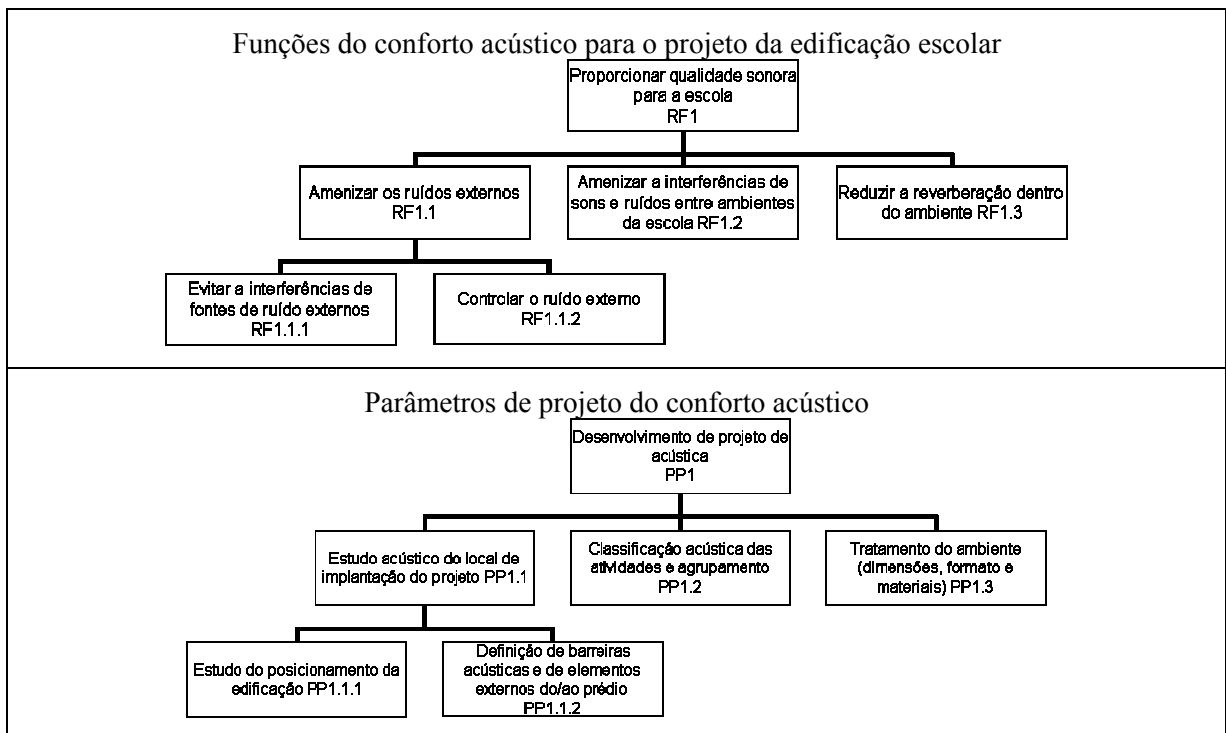 Funções do conforto acústico para o projeto da edificação escolar
Proporcionar qualidade sonora
para a escola
RF1
Amenizar os ruídos externos
RF1.1
Amenizar a interferências de
sons e ruídos entre ambientes
da escola RF1.2
Reduzir a reverberação dentro
do ambiente RF1.3
Evitar a interferências de
fontes de ruído externos
RF1.1.1
Controlar o ruído externo
RF1.1.2
Parâmetros de projeto do conforto acústico
Desenvolvimento de projeto de
acústica
PP1
Estudo acústico do local de
implantação do projeto PP1.1
Classificação acústica das
atividades e agrupamento
PP1.2
Tratamento do ambiente
(dimensões, formato e
materiais) PP1.3
Estudo do posicionamento da
edificação PP1.1.1
Definição de barreiras
acústicas e de elementos
externos do/ao prédio
PP1.1.2